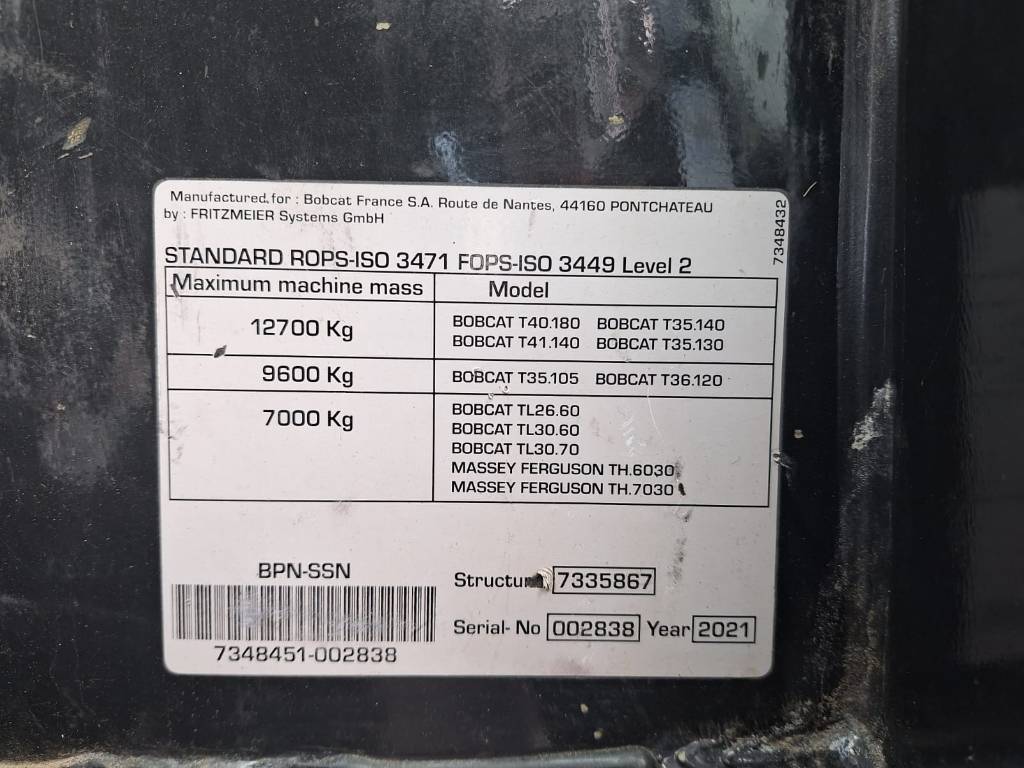 Manufactured for : Bobcat France S.A. Route de Nantes, 44160 PONTCHATEAU
by : FRITZMEIER Systems GmbH
7348432
STANDARD ROPS-ISO 3471 FOPS-ISO 3449 Level 2
Maximum machine mass Model
12700 Kg
BOBCAT T40.180 BOBCAT T35.140
BOBCAT T41.140 BOBCAT T35.130
9600 Kg BOBCAT T35.105 BOBCAT T36.120
7000 Kg
BOBCAT TL26.60
BOBCAT TL30.60
BOBCAT TL30.70
MASSEY FERGUSON TH.6030
MASSEY FERGUSON TH.7030
BPN-SSN
7348451-002838
Structure 7335867
Serial- No 002838 Year 2021